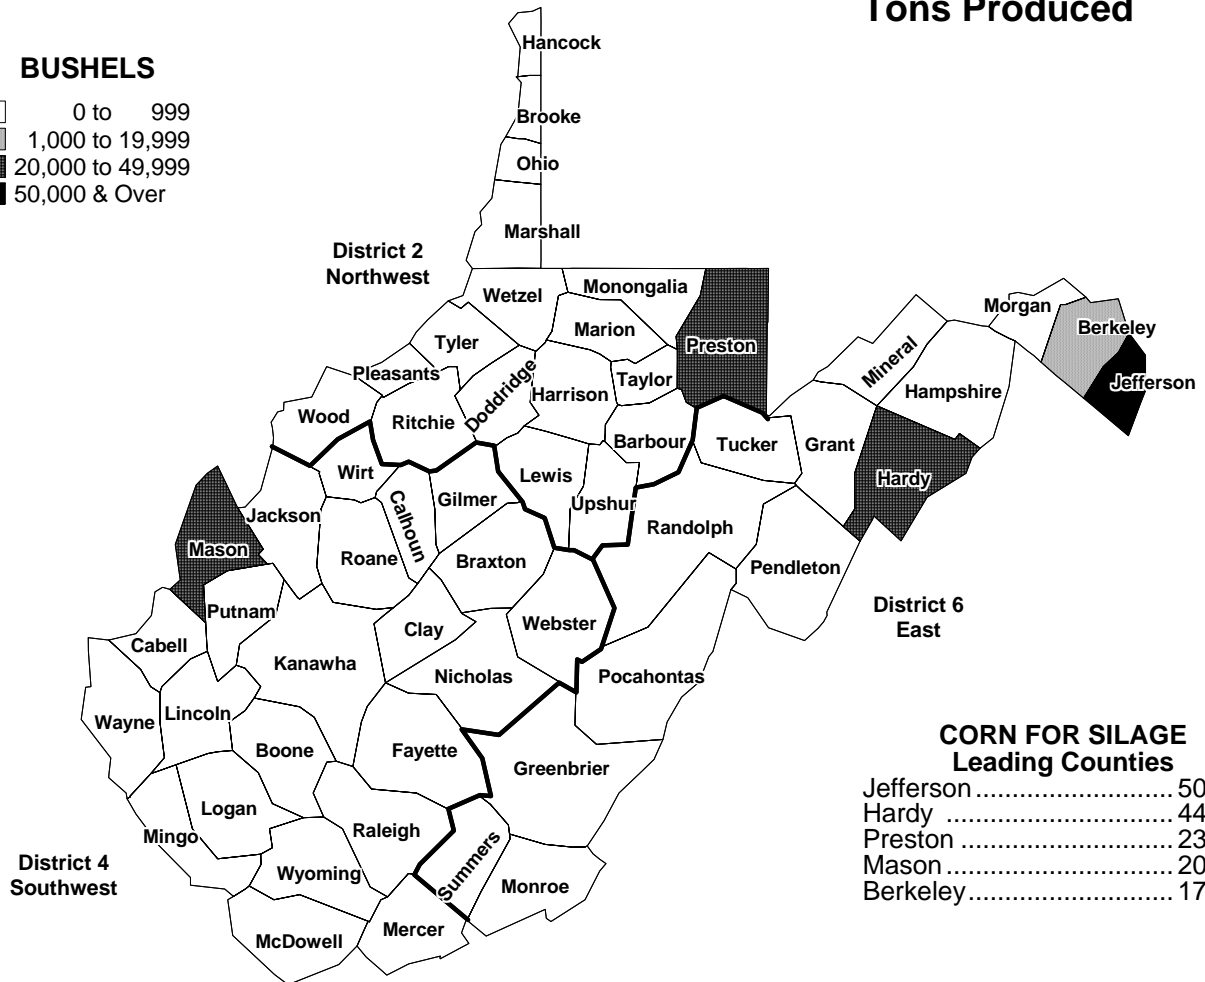 Tons Produced
BUSHELS
0 to 999
1,000 to 19,999
20,000 to 49,999
50,000 & Over
Hancock
Brooke
Ohio
Marshall
District 2
Northwest
Wetzel
Monongalia
Marion
Preston
Tyler
Pleasants
Doddridge
Harrison
Taylor
Wood
Ritchie
Barbour
Tucker
Grant
Mineral
Hampshire
Morgan
Berkeley
Jefferson
Hardy
Wirt
Calhoun
Gilmer
Lewis
Upshur
Randolph
Jackson
Mason
Roane
Braxton
Pendleton
District 6
East
Putnam
Clay
Webster
Cabell
Kanawha
Nicholas
Pocahontas
Wayne
Lincoln
Boone
Fayette
Greenbrier
Logan
Mingo
Raleigh
Summers
Wyoming
Monroe
District 4
Southwest
McDowell
Mercer
CORN FOR SILAGE
Leading Counties
Jefferson ............................ 50
Hardy ................................. 44
Preston ............................... 23
Mason ................................. 20
Berkeley ............................. 17